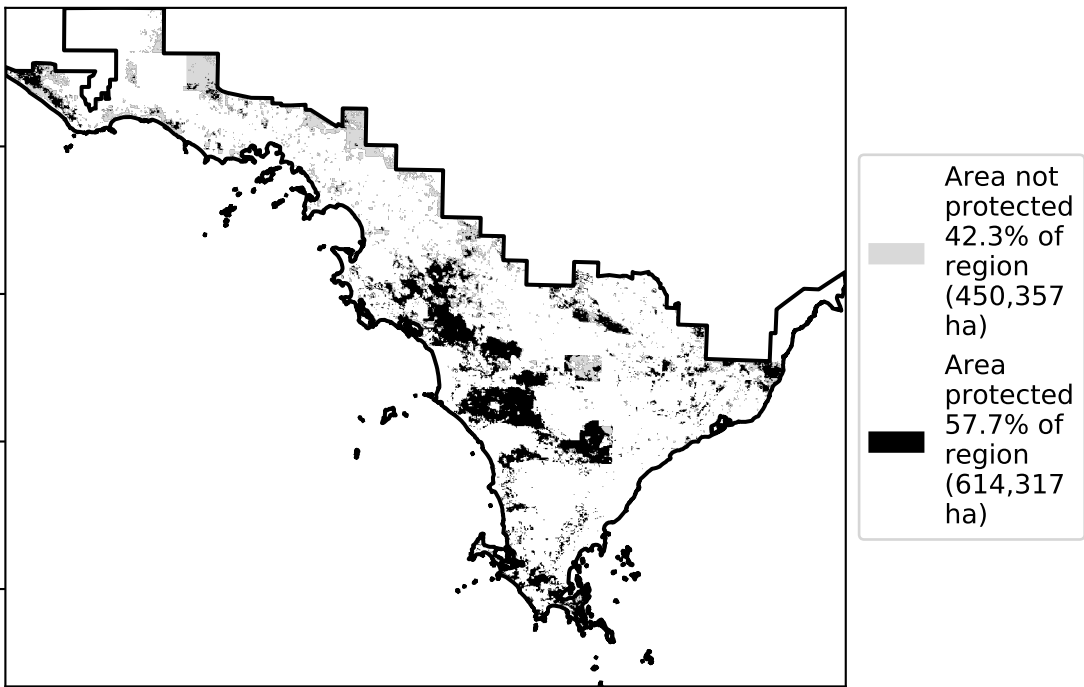 Area not
protected
42.3% of
region
(450,357
ha)
Area
protected
57.7% of
region
(614,317
ha)